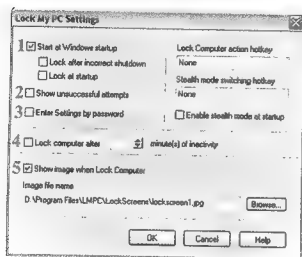 Lock My PC Settings
1 Start at Windows startup
Lock after incorrect shutdown
Lock at startup
Lock Computer action hotkey
None
Stealth mode switching hotkey
None
2 Show unsuccessful attempts
3 Enter Settings by password
Enable stealth mode at startup
4 Lock computer after minute(s) of inactivity
5 Show image when Lock Computer
Image file name
D:\Program Files\LMPC\LockScreens\lockscreen1.jpg
Browse...
OK Cancel Help